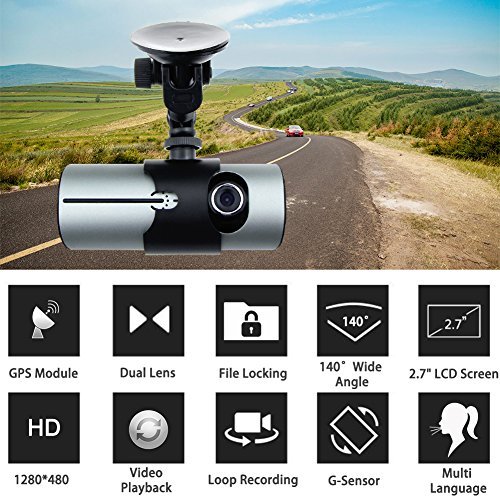 140°
2.7"
GPS Module
Dual Lens
File Locking
140° Wide
Angle
2.7" LCD Screen
HD
1280*480
Video
Playback
Loop Recording
G-Sensor
Multi
Language